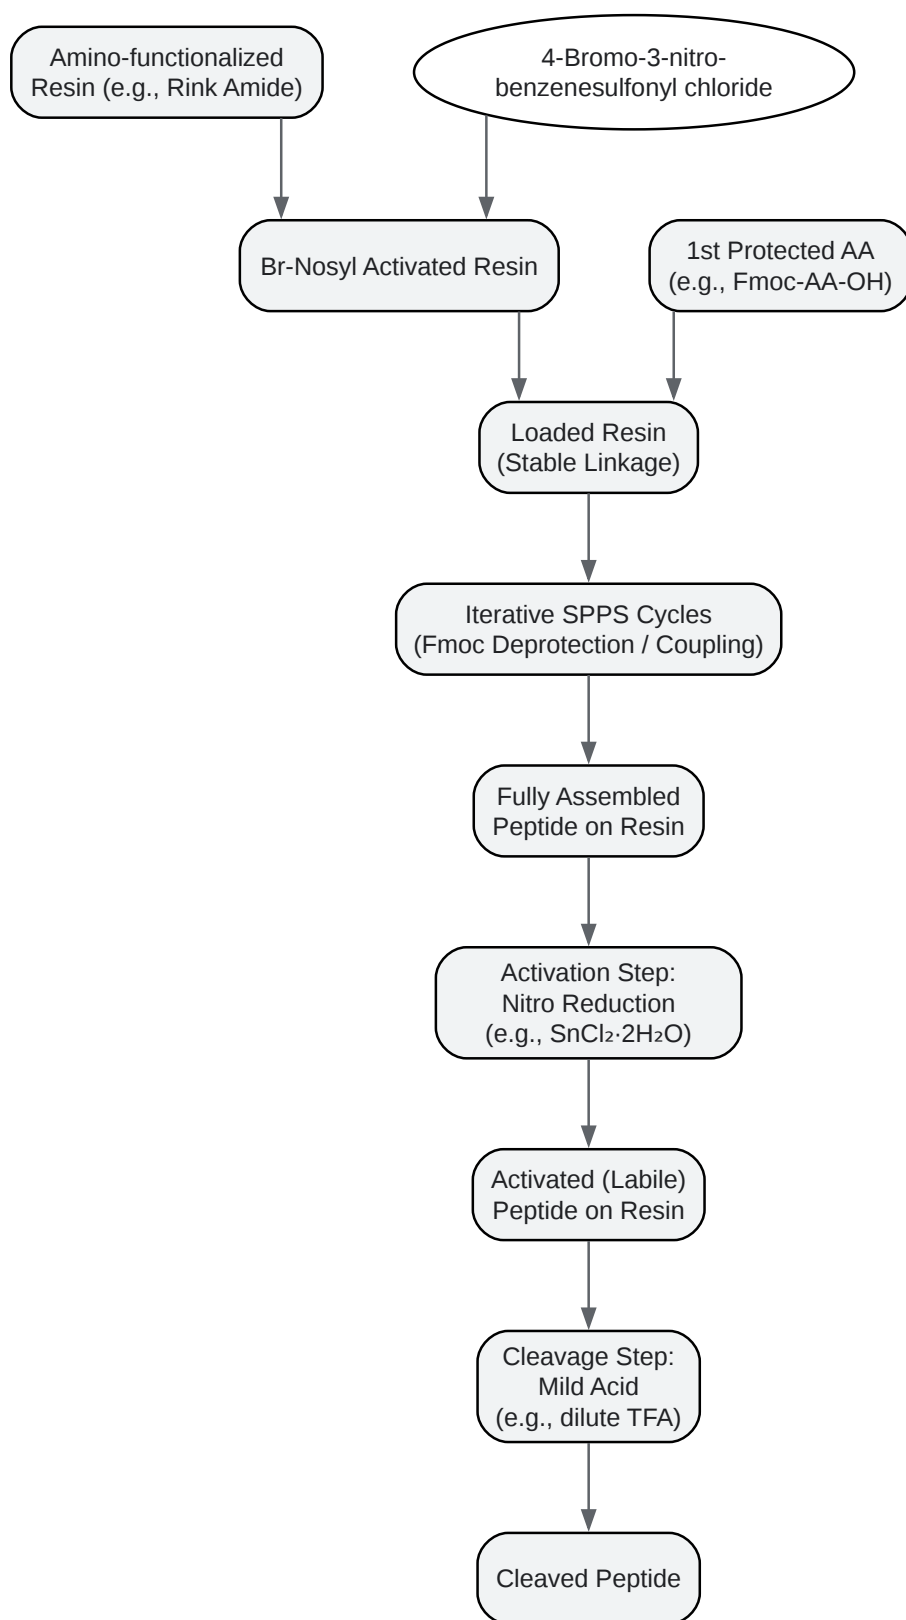 Amino-functionalized
Resin (e.g., Rink Amide)
4-Bromo-3-nitro-
benzenesulfonyl chloride
Br-Nosyl Activated Resin
1st Protected AA
(e.g., Fmoc-AA-OH)
Loaded Resin
(Stable Linkage)
Iterative SPPS Cycles
(Fmoc Deprotection / Coupling)
Fully Assembled
Peptide on Resin
Activation Step:
Nitro Reduction
(e.g., SnCl₂·2H₂O)
Activated (Labile)
Peptide on Resin
Cleavage Step:
Mild Acid
(e.g., dilute TFA)
Cleaved Peptide